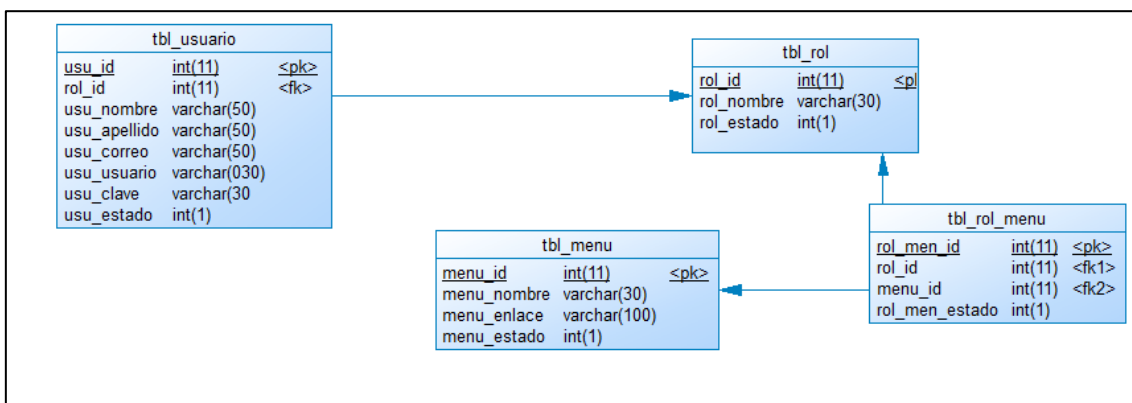 tbl_usuario
usu_id int(11) <pk>
rol_id int(11) <fk>
usu_nombre varchar(50)
usu_apellido varchar(50)
usu_correo varchar(50)
usu_usuario varchar(030)
usu_clave varchar(30
usu_estado int(1)
tbl_rol
rol_id int(11) <pl
rol_nombre varchar(30)
rol_estado int(1)
tbl_menu
menu_id int(11) <pk>
menu_nombre varchar(30)
menu_enlace varchar(100)
menu_estado int(1)
tbl_rol_menu
rol_men_id int(11) <pk>
rol_id int(11) <fk1>
menu_id int(11) <fk2>
rol_men_estado int(1)